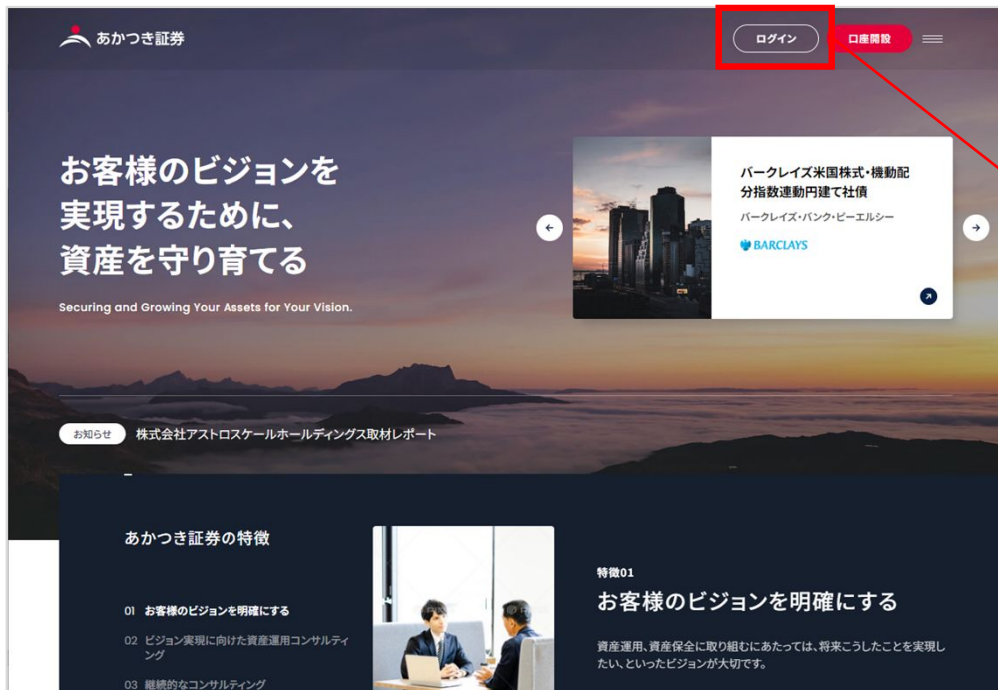 あかつき証券
ログイン
口座開設
お客様のビジョンを
実現するために、
資産を守り育てる
Securing and Growing Your Assets for Your Vision.
バークレイズ米国株式・機動配
分指数連動円建て社債
バークレイズ・バンク・ピーエルシー
BARCLAYS
お知らせ
株式会社アストロスケールホールディングス取材レポート
あかつき証券の特徴
01 お客様のビジョンを明確にする
02 ビジョン実現に向けた資産運用コンサルティ
ング
03 継続的なコンサルティング
特徴01
お客様のビジョンを明確にする
資産運用、資産保全に取り組むにあたっては、将来こうしたことを実現し
たい、といったビジョンが大切です。